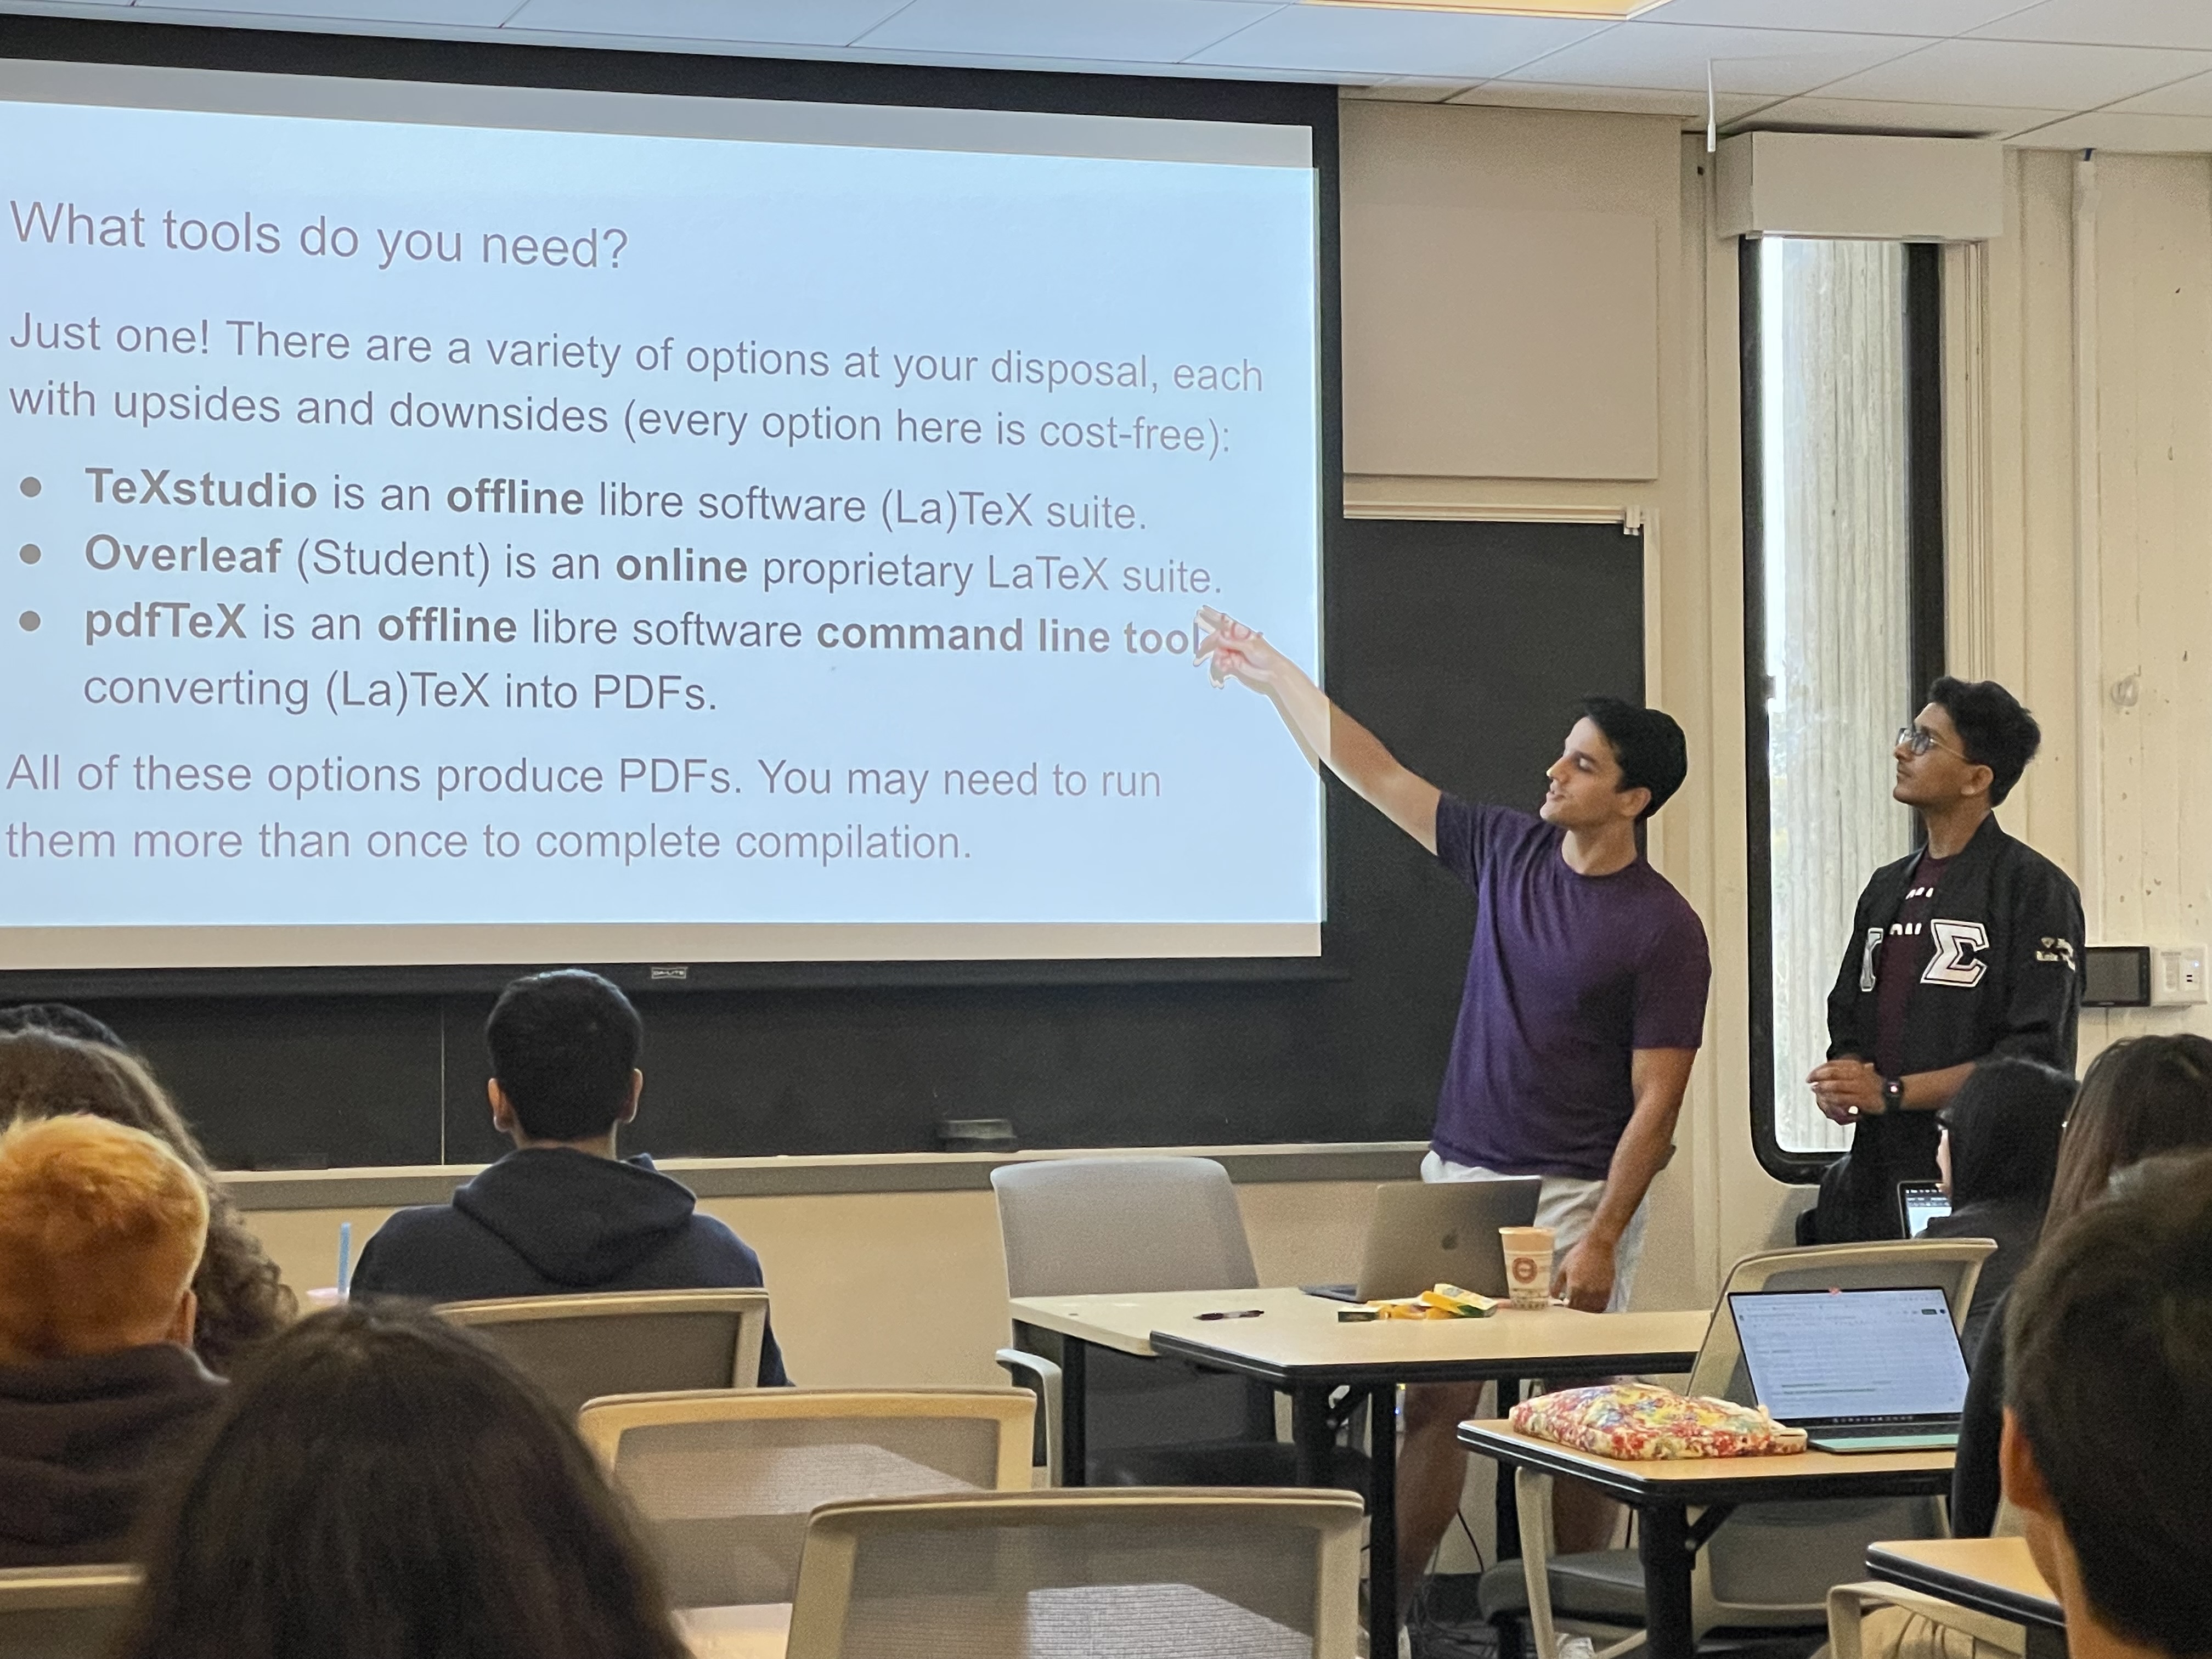 What tools do you need?
Just one! There are a variety of options at your disposal, each
with upsides and downsides (every option here is cost-free):
● TeXstudio is an offline libre software (La)TeX suite.
● Overleaf (Student) is an online proprietary LaTeX suite.
● pdfTeX is an offline libre software command line tool
converting (La)TeX into PDFs.
All of these options produce PDFs. You may need to run
them more than once to complete compilation.
DA-LITE
Σ